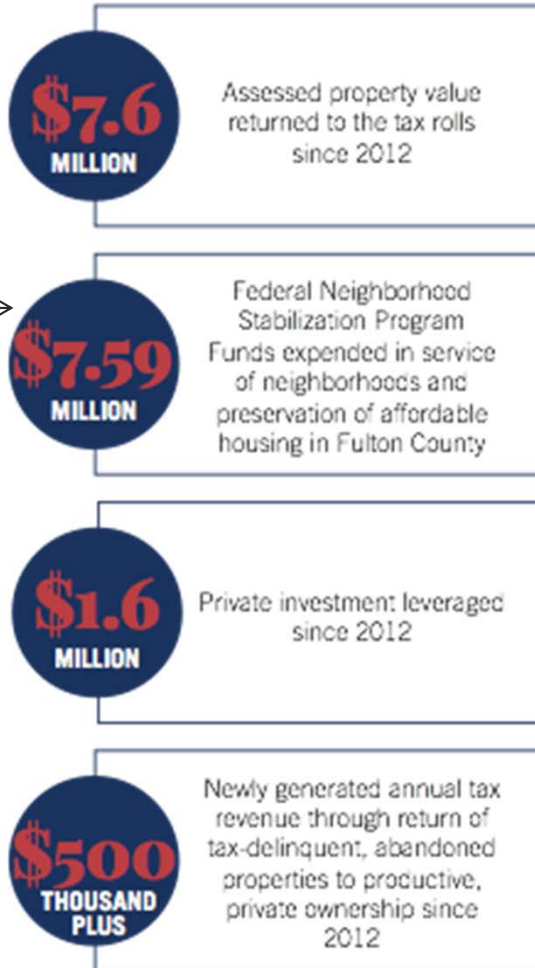 $7.6
MILLION
Assessed property value
returned to the tax rolls
since 2012
$7.59
MILLION
Federal Neighborhood
Stabilization Program
Funds expended in service
of neighborhoods and
preservation of affordable
housing in Fulton County
$1.6
MILLION
Private investment leveraged
since 2012
$500
THOUSAND
PLUS
Newly generated annual tax
revenue through return of
tax-delinquent, abandoned
properties to productive,
private ownership since
2012